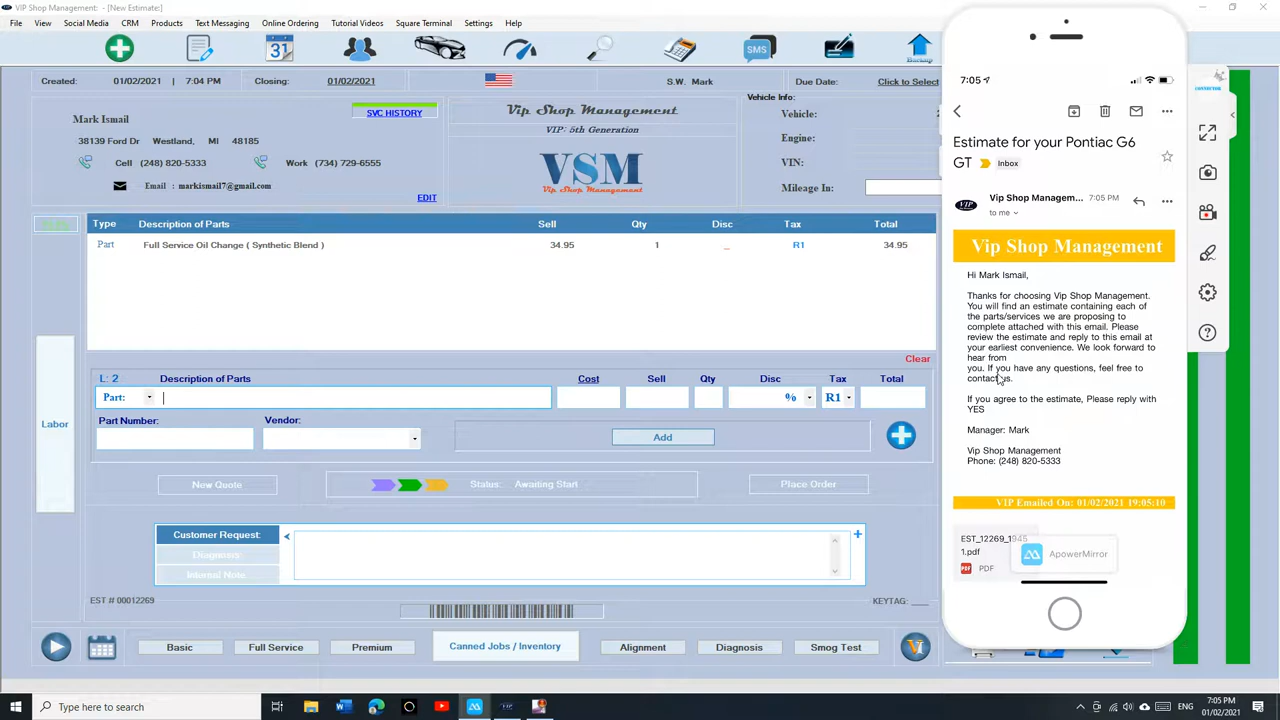 VIP Shop Management: - [New Estimate:]
File
View
Social Media
CRM
Products
Text Messaging
Online Support
Tutorial Videos
Square Terminal
Settings
Help
31
SMS
Backup
Created:
01/02/2021
7:04 PM
Closing:
01/02/2021
S.W.
Mark
Due Date:
Click to Select
Mark Ismail
SVC HISTORY
38139 Ford Dr Westland, MI 48185
Cell (248) 820-5333
Work (734) 729-6555
Email : markismail7@gmail.com
EDIT
Vip Shop Management
VIP: 5th Generation
VSM
Vip Shop Management
Vehicle Info:
Vehicle:
Engine:
VIN:
Mileage In:
Type
Description of Parts
Sell
Qty
Disc
Tax
Total
Part
Full Service Oil Change ( Synthetic Blend )
34.95
1
R1
34.95
Clear
L: 2
Description of Parts
Cost
Sell
Qty
Disc
Tax
Total
Labor
Part:
%
R1
Part Number:
Vendor:
Add
New Quote
Status: Awaiting Start
Place Order
Customer Request:
Diagnosis:
Internal Note
EST # 00012269
KEYTAG: ___
Basic
Full Service
Premium
Canned Jobs / Inventory
Alignment
Diagnosis
Smog Test
7:05
Estimate for your Pontiac G6
GT
Inbox
VIP
Vip Shop Managem...
7:05 PM
to me
Vip Shop Management
Hi Mark Ismail,
Thanks for choosing Vip Shop Management.
You will find an estimate containing each of
the parts/services we are proposing to
complete attached with this email. Please
review the estimate and reply to this email at
your earliest convenience. We look forward to
hear from
you. If you have any questions, feel free to
contact us.
If you agree to the estimate, Please reply with
YES
Manager: Mark
Vip Shop Management
Phone: (248) 820-5333
VIP Emailed On: 01/02/2021 19:05:10
EST_12269_1945
1.pdf
PDF
PDF
ApowerMirror
Type here to search
ENG
7:05 PM
01/02/2021